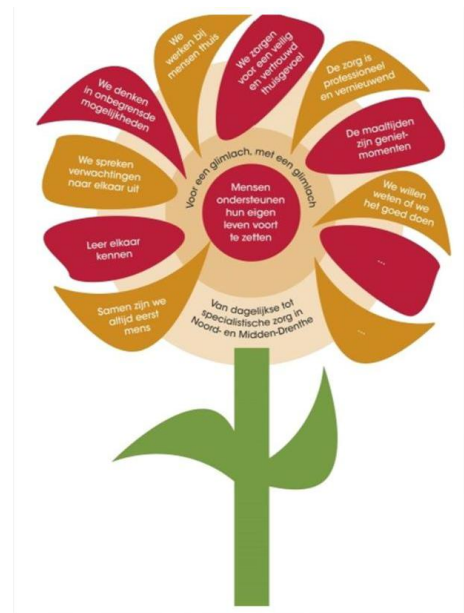 Mensen
ondersteunen
hun eigen
leven voort
te zetten
Voor een glimlach, met een glimlach
Van dagelijkse tot
specialistische zorg in
Noord- en Midden-Drenthe
Samen zijn we
altijd eerst
mens
Leer elkaar
kennen
We spreken
verwachtingen
naar elkaar uit
We denken
in onbegrensde
mogelijkheden
We
werken bij
mensen thuis
We zorgen
voor een veilig
en vertrouwd
thuisgevoel
De zorg is
professioneel
en vernieuwend
De maaltijden
zijn geniet-
momenten
We willen
weten of we
het goed doen
...
...